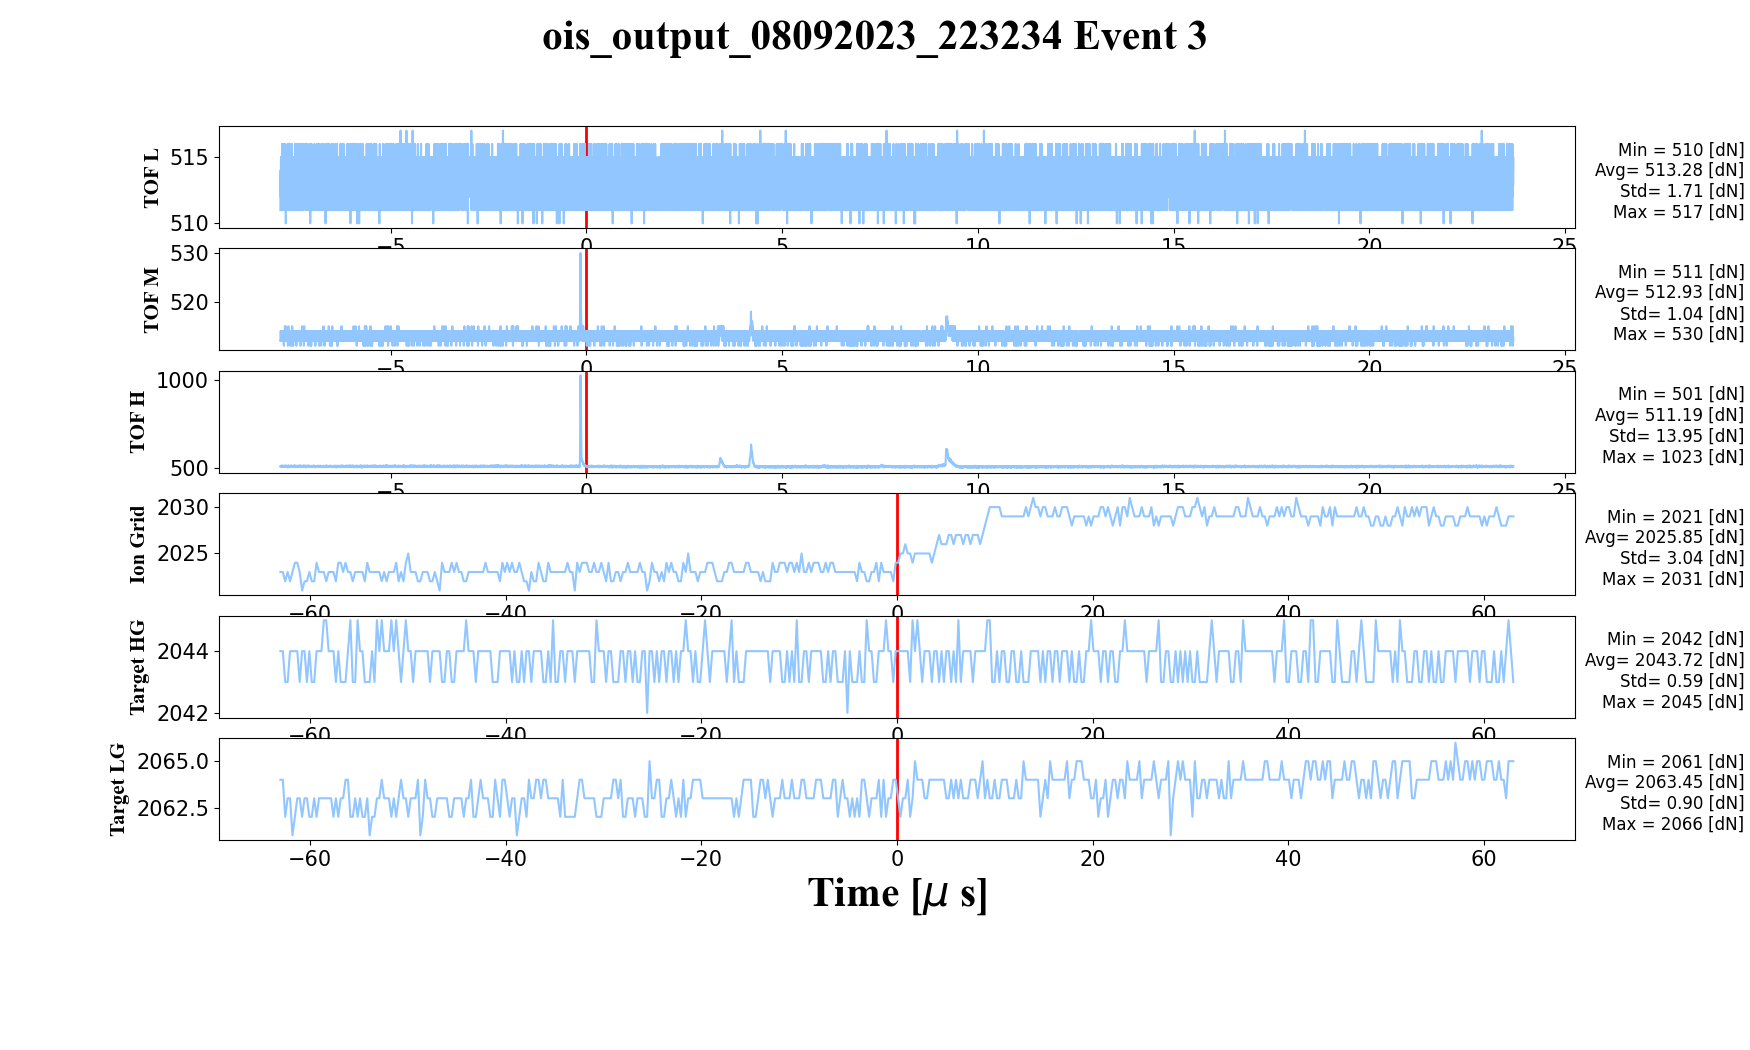 ois_output_08092023_223234 Event 3
TOF L
515
510
−5 0 5 10 15 20 25
Min = 510 [dN]
Avg= 513.28 [dN]
Std= 1.71 [dN]
Max = 517 [dN]
TOF M
530
520
−5 0 5 10 15 20 25
Min = 511 [dN]
Avg= 512.93 [dN]
Std= 1.04 [dN]
Max = 530 [dN]
TOF H
1000
500
−5 0 5 10 15 20 25
Min = 501 [dN]
Avg= 511.19 [dN]
Std= 13.95 [dN]
Max = 1023 [dN]
Ion Grid
2030
2025
−60 −40 −20 0 20 40 60
Min = 2021 [dN]
Avg= 2025.85 [dN]
Std= 3.04 [dN]
Max = 2031 [dN]
Target HG
2044
2042
−60 −40 −20 0 20 40 60
Min = 2042 [dN]
Avg= 2043.72 [dN]
Std= 0.59 [dN]
Max = 2045 [dN]
Target LG
2065.0
2062.5
−60 −40 −20 0 20 40 60
Min = 2061 [dN]
Avg= 2063.45 [dN]
Std= 0.90 [dN]
Max = 2066 [dN]
Time [μ s]